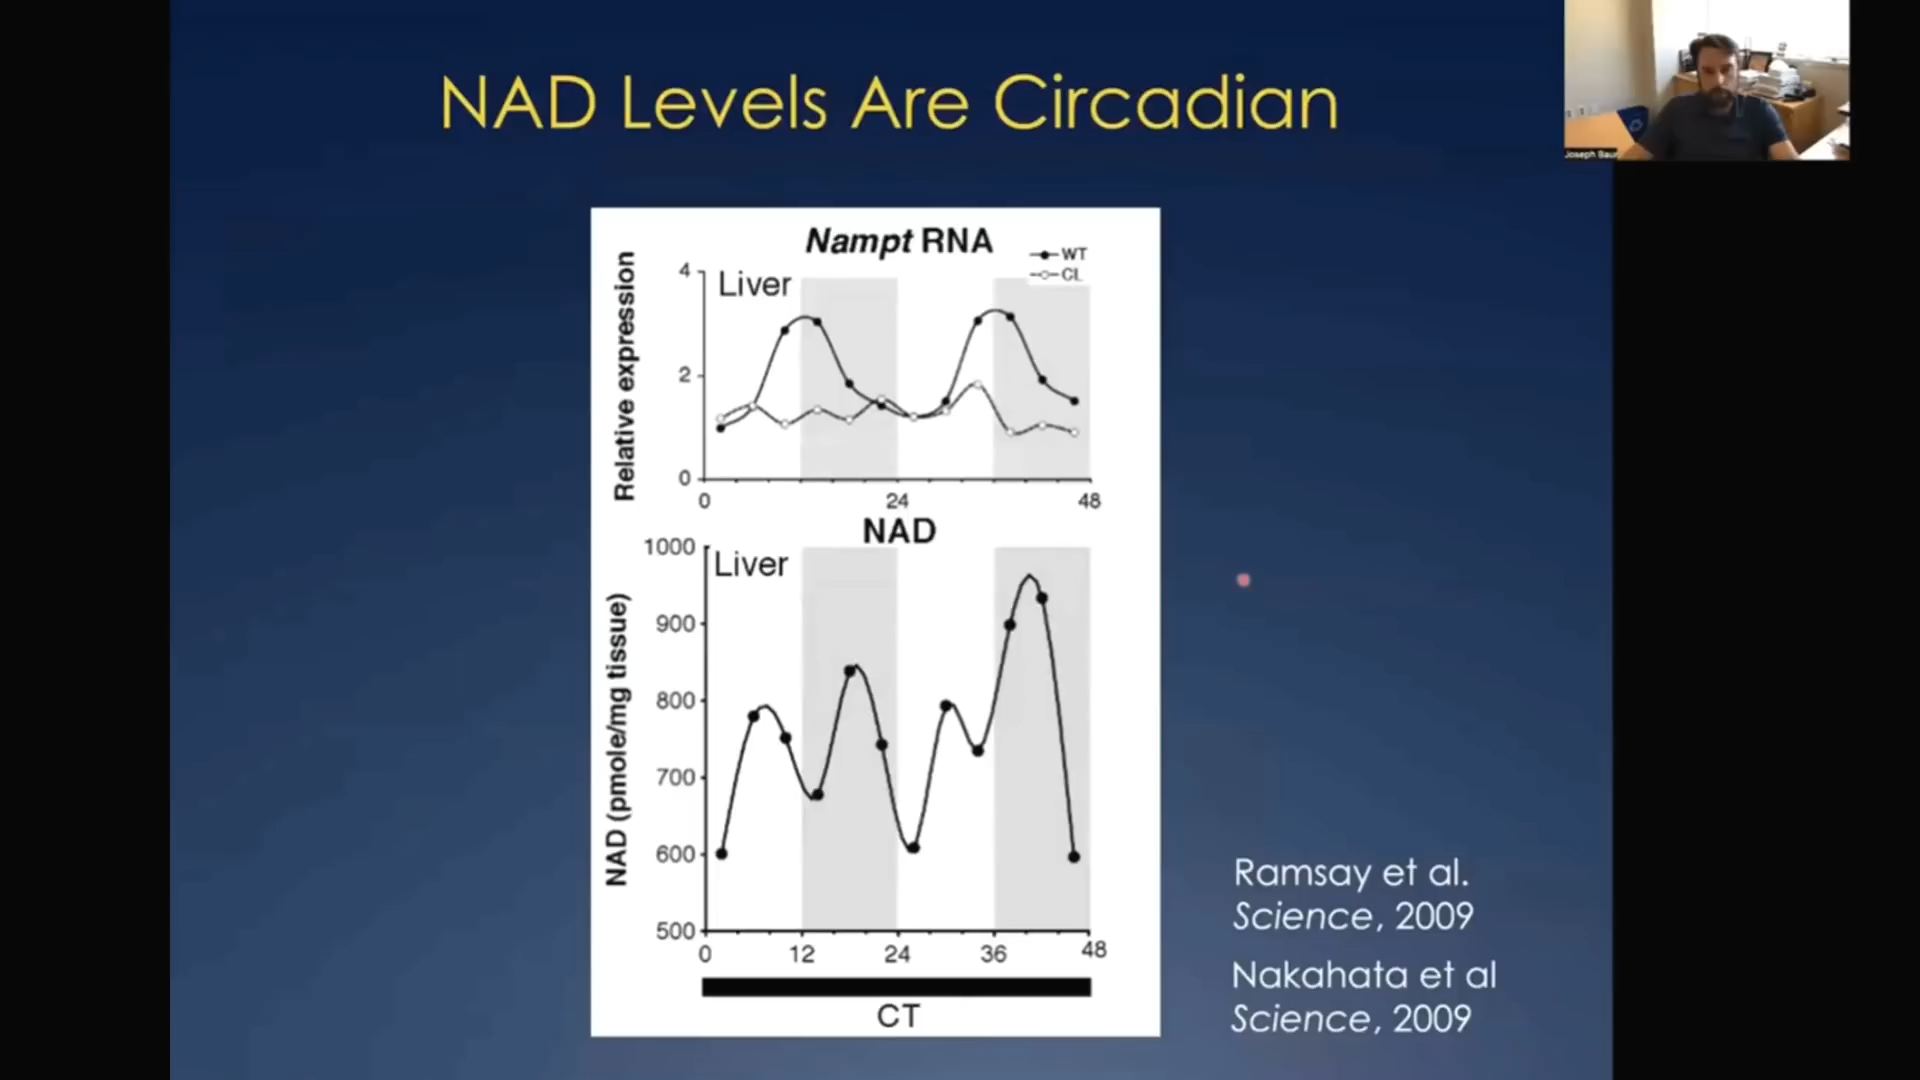 NAD Levels Are Circadian
Joseph Baur
Nampt RNA
WT
CL
Liver
Relative expression
4
2
0
0 24 48
NAD
Liver
NAD (pmole/mg tissue)
1000
900
800
700
600
500
0 12 24 36 48
CT
Ramsay et al.
Science, 2009
Nakahata et al
Science, 2009